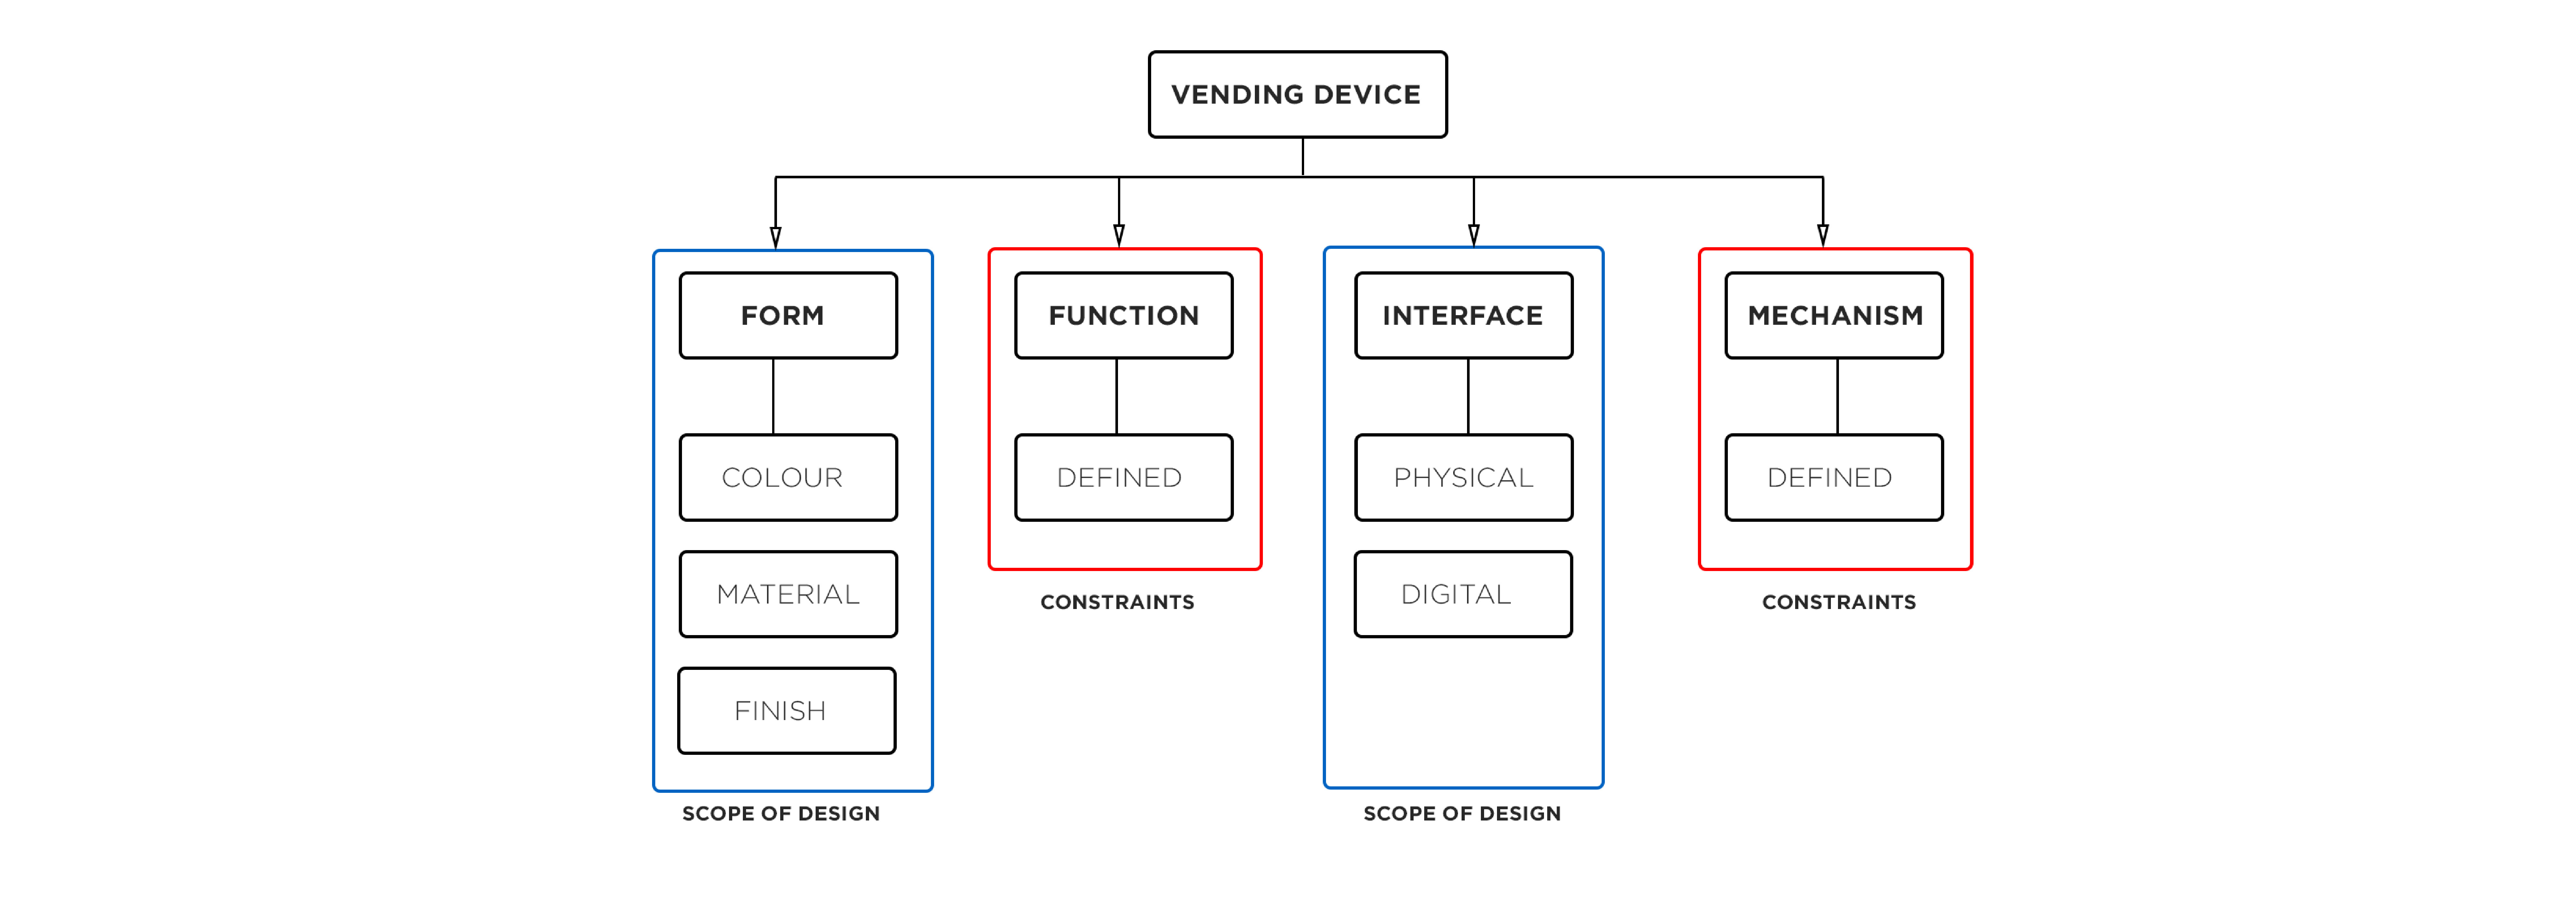 VENDING DEVICE
FORM
COLOUR
MATERIAL
FINISH
SCOPE OF DESIGN
FUNCTION
DEFINED
CONSTRAINTS
INTERFACE
PHYSICAL
DIGITAL
SCOPE OF DESIGN
MECHANISM
DEFINED
CONSTRAINTS